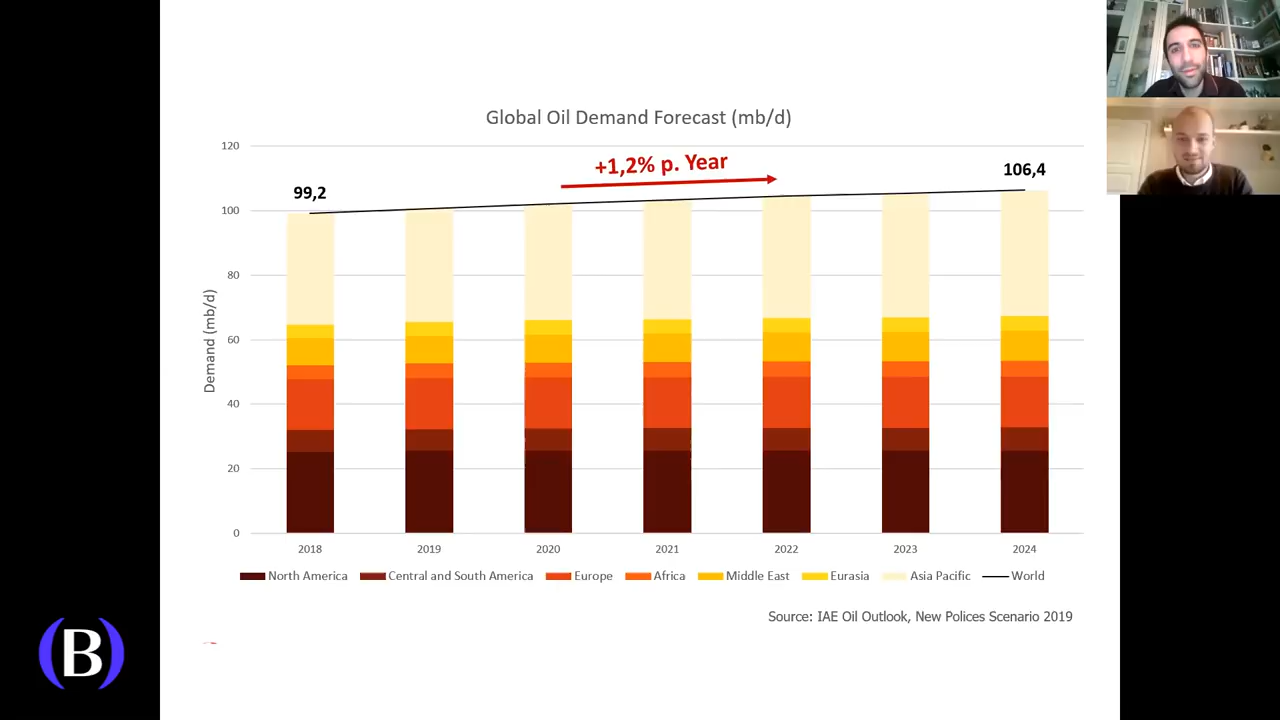 Global Oil Demand Forecast (mb/d)
120
100
80
60
40
20
0
Demand (mb/d)
99,2
+1,2% p. Year
106,4
2018 2019 2020 2021 2022 2023 2024
North America Central and South America Europe Africa Middle East Eurasia Asia Pacific World
Source: IAE Oil Outlook, New Polices Scenario 2019
(B)